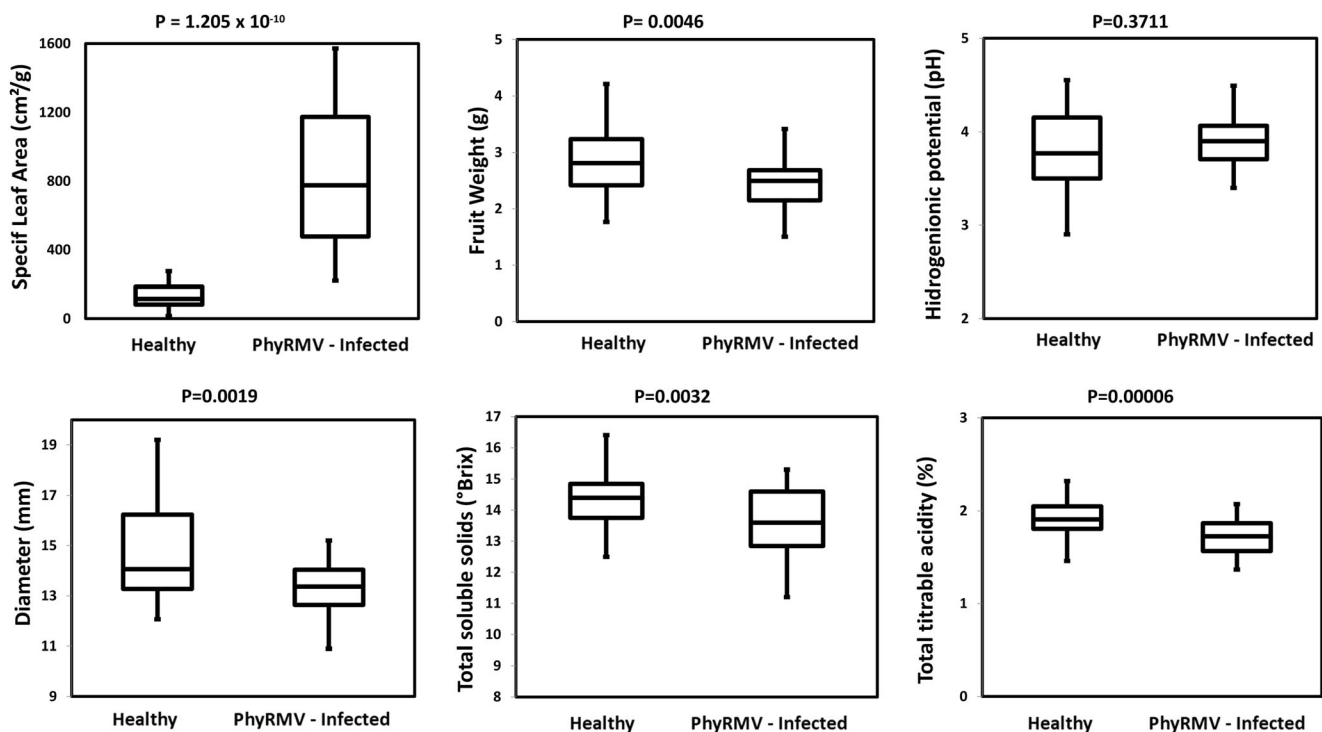 P = 1.205 x 10⁻¹⁰
Specif Leaf Area (cm²/g)
1600
1200
800
400
0
Healthy
PhyRMV - Infected
P= 0.0046
Fruit Weight (g)
5
4
3
2
1
0
Healthy
PhyRMV - Infected
P=0.3711
Hidrogenionic potential (pH)
5
4
3
2
Healthy
PhyRMV - Infected
P=0.0019
Diameter (mm)
19
17
15
13
11
9
Healthy
PhyRMV - Infected
P=0.0032
Total soluble solids (°Brix)
17
16
15
14
13
12
11
10
9
8
Healthy
PhyRMV - Infected
P=0.00006
Total titrable acidity (%)
3
2
1
0
Healthy
PhyRMV - Infected